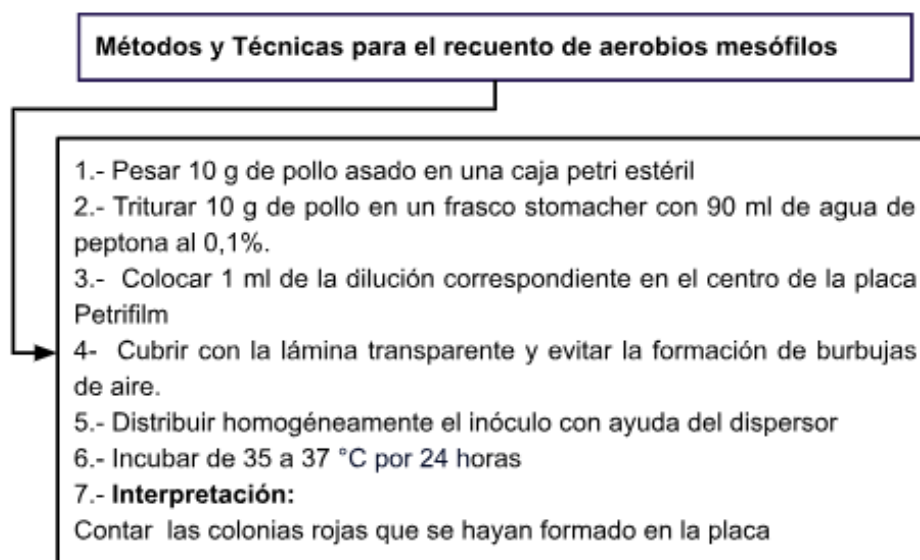 Métodos y Técnicas para el recuento de aerobios mesófilos
1.- Pesar 10 g de pollo asado en una caja petri estéril
2.- Triturar 10 g de pollo en un frasco stomacher con 90 ml de agua de
peptona al 0,1%.
3.- Colocar 1 ml de la dilución correspondiente en el centro de la placa
Petrifilm
4- Cubrir con la lámina transparente y evitar la formación de burbujas
de aire.
5.- Distribuir homogéneamente el inóculo con ayuda del dispersor
6.- Incubar de 35 a 37 °C por 24 horas
7.- Interpretación:
Contar las colonias rojas que se hayan formado en la placa